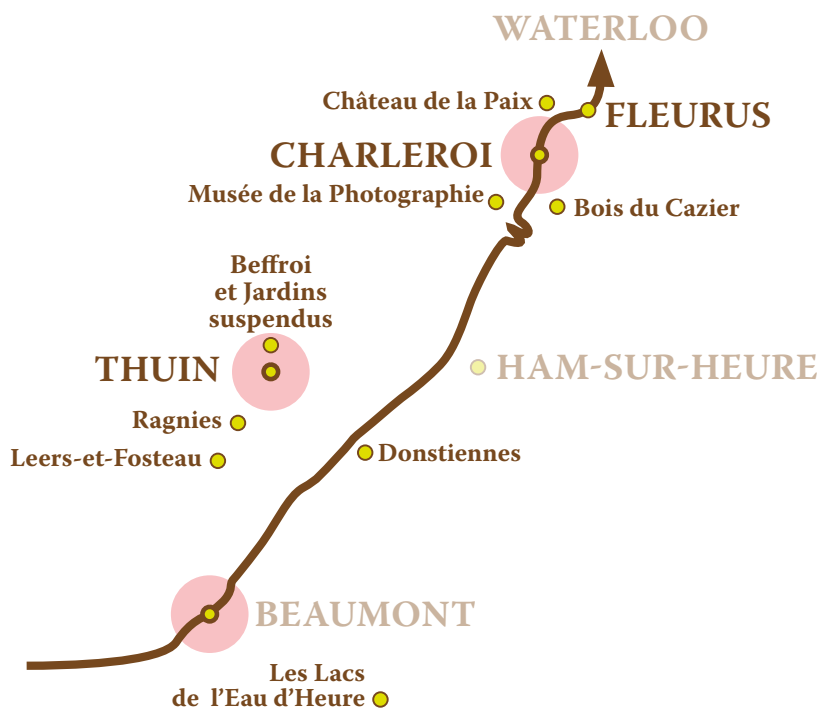 WATERLOO
Château de la Paix
FLEURUS
CHARLEROI
Musée de la Photographie
Bois du Cazier
Beffroi
et Jardins
suspendus
THUIN
HAM-SUR-HEURE
Ragnies
Leers-et-Fosteau
Donstiennes
BEAUMONT
Les Lacs
de l'Eau d'Heure